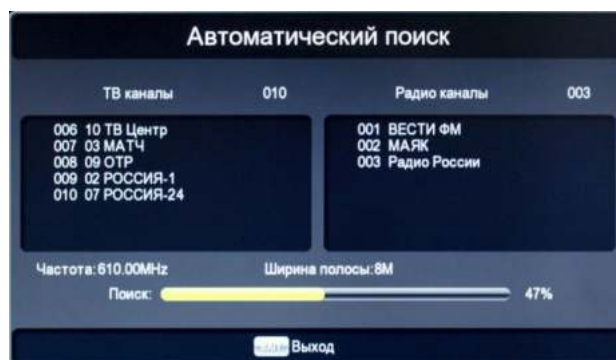 Автоматический поиск
ТВ каналы 010 Радио каналы 003
006 10 ТВ Центр
007 03 МАТЧ
008 09 ОТР
009 02 РОССИЯ-1
010 07 РОССИЯ-24
001 ВЕСТИ ФМ
002 МАЯК
003 Радио России
Частота:610.00MHz Ширина полосы:8M
Поиск: 47%
Выход